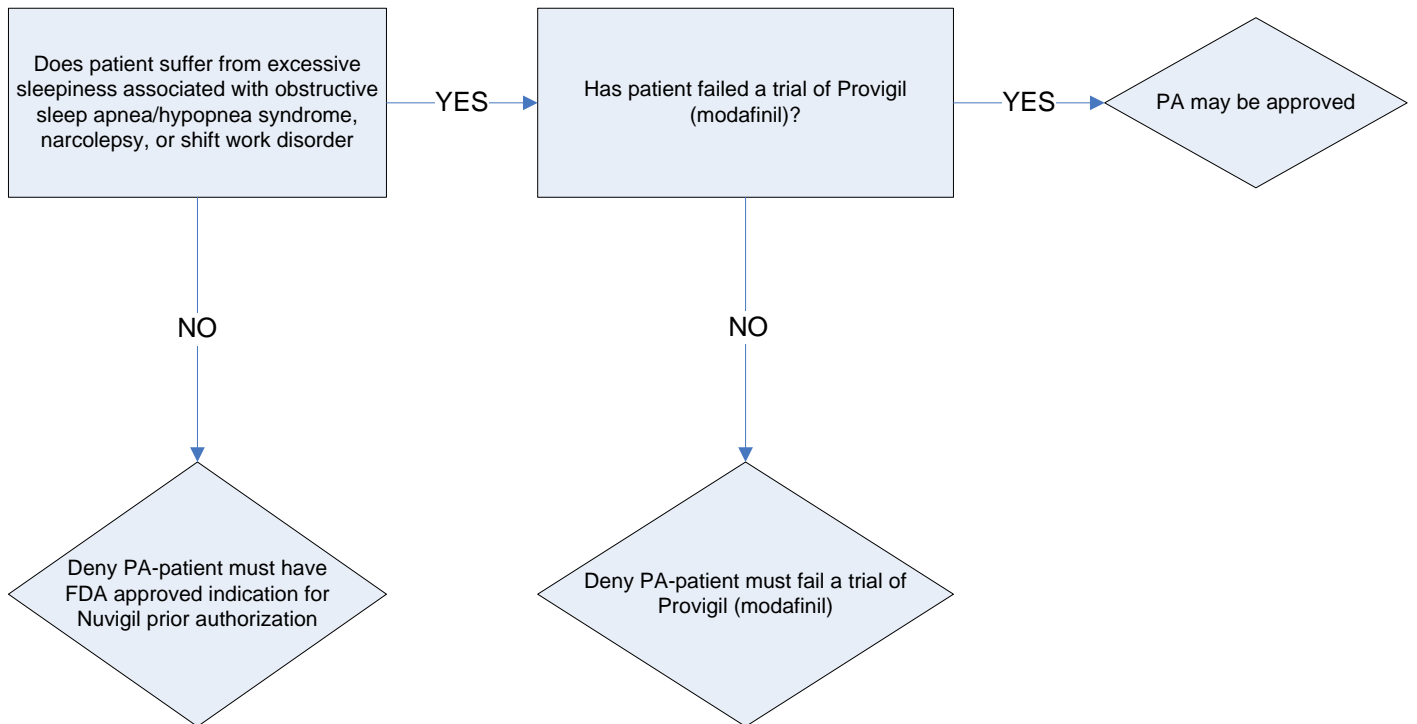 Does patient suffer from excessive
sleepiness associated with obstructive
sleep apnea/hypopnea syndrome,
narcolepsy, or shift work disorder
YES
Has patient failed a trial of Provigil
(modafinil)?
YES
PA may be approved
NO
NO
Deny PA-patient must have
FDA approved indication for
Nuvigil prior authorization
Deny PA-patient must fail a trial of
Provigil (modafinil)